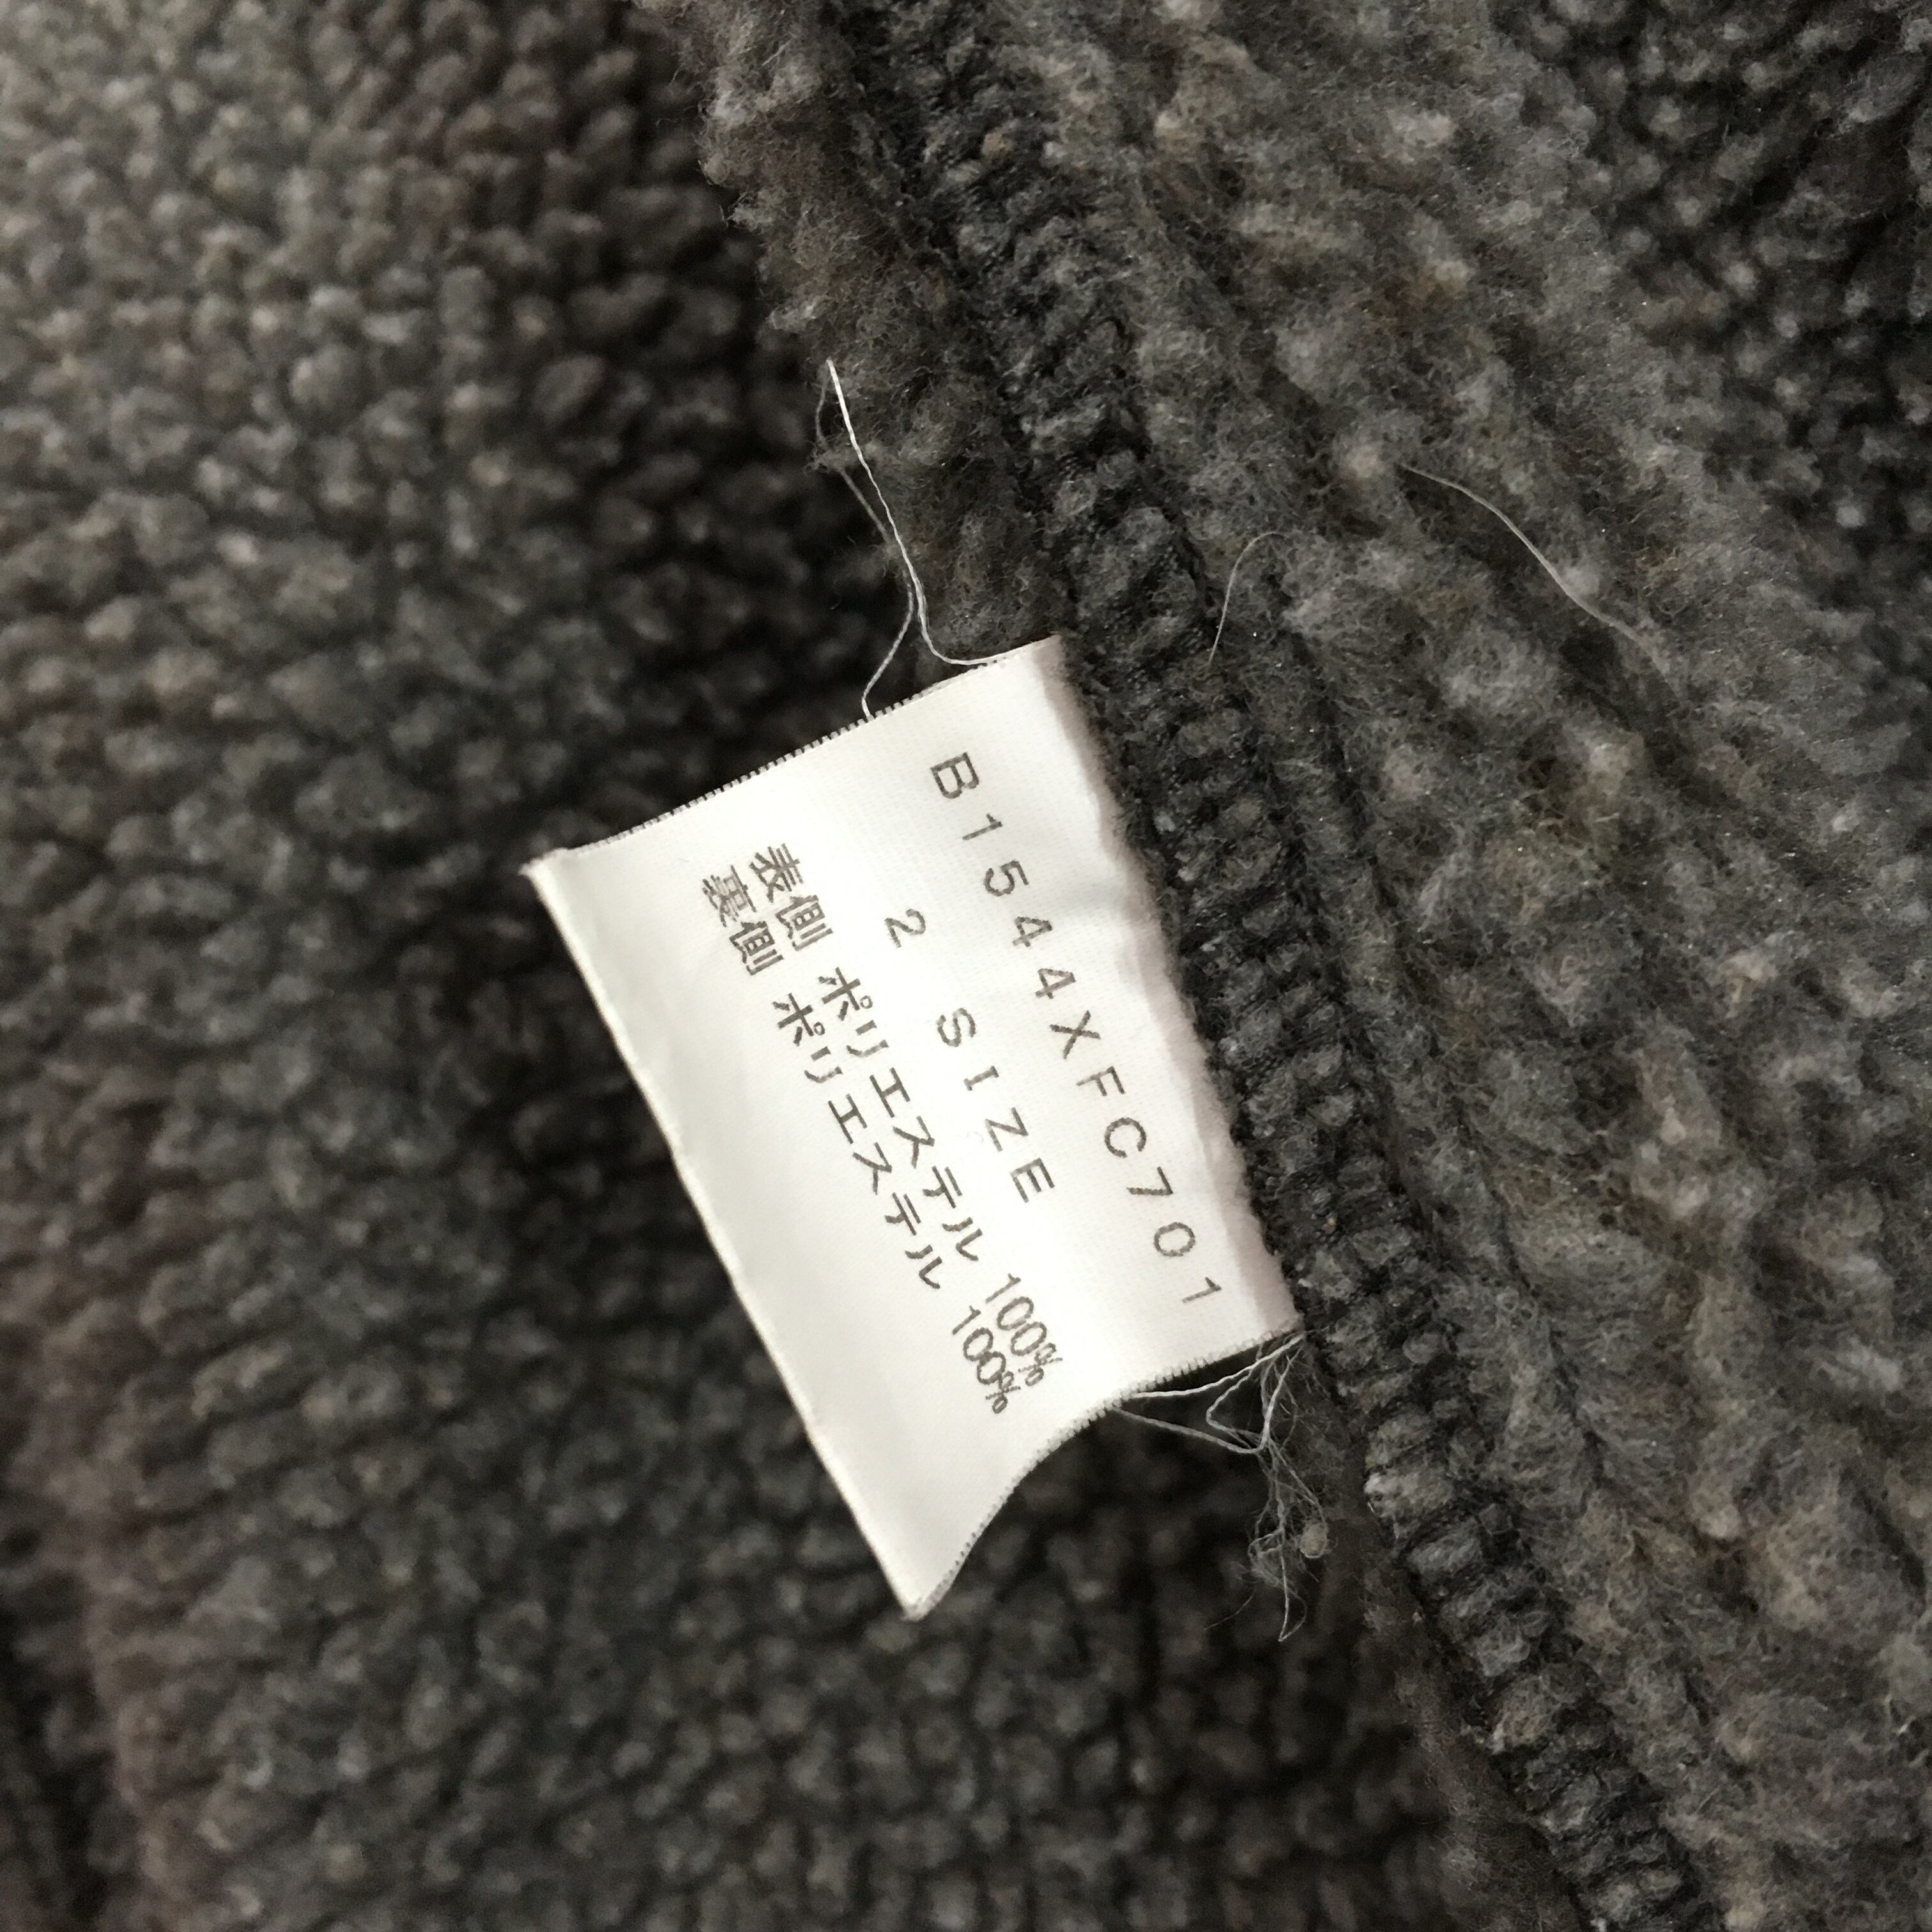 B1544XFC701
2 SIZE
表側 ポリエステル 100%
裏側 ポリエステル 100%